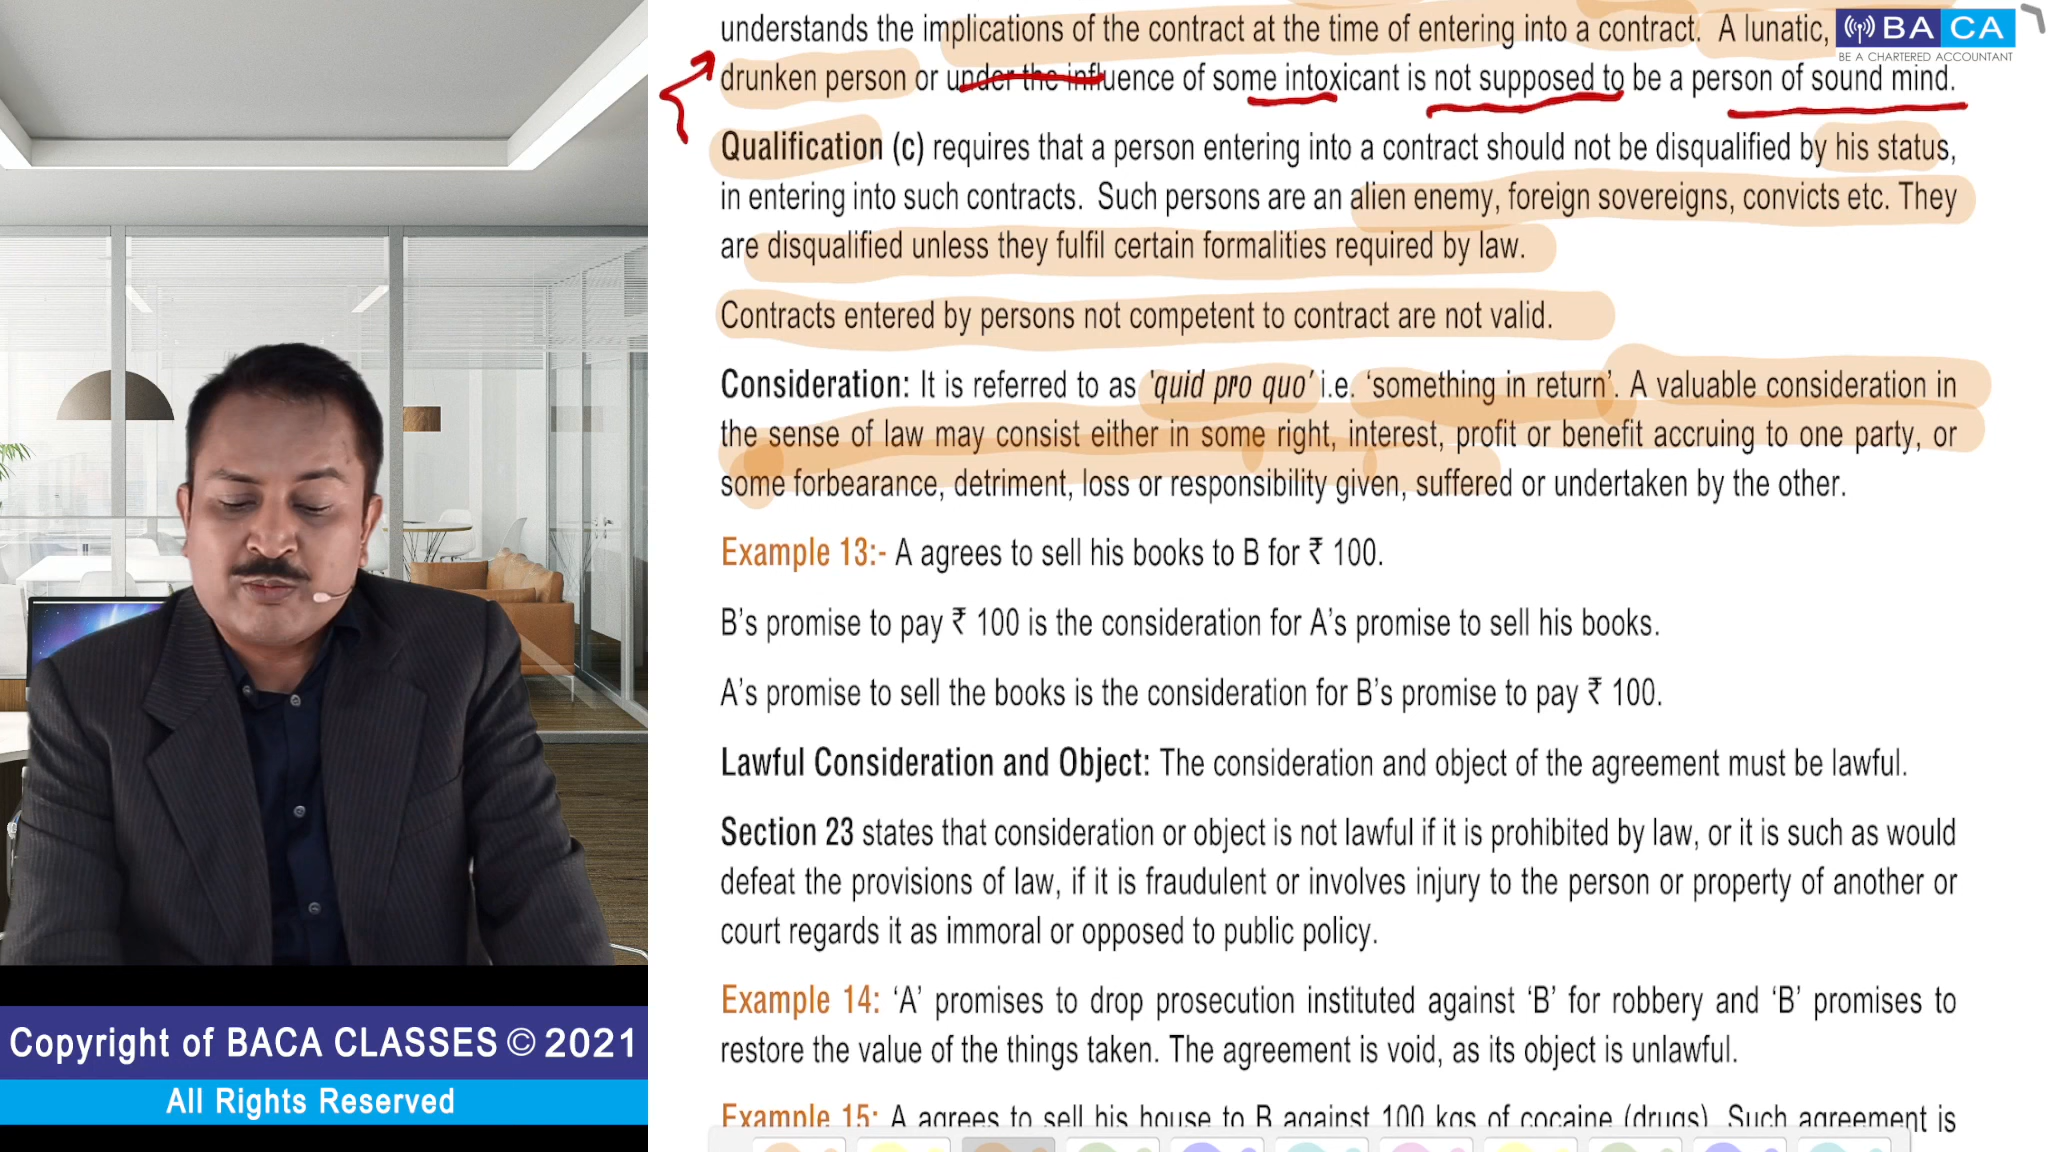 understands the implications of the contract at the time of entering into a contract. A lunatic,
BACA
BE A CHARTERED ACCOUNTANT
drunken person or under the influence of some intoxicant is not supposed to be a person of sound mind.
Qualification (c) requires that a person entering into a contract should not be disqualified by his status,
in entering into such contracts. Such persons are an alien enemy, foreign sovereigns, convicts etc. They
are disqualified unless they fulfil certain formalities required by law.
Contracts entered by persons not competent to contract are not valid.
Consideration: It is referred to as 'quid pro quo' i.e. ‘something in return’. A valuable consideration in
the sense of law may consist either in some right, interest, profit or benefit accruing to one party, or
some forbearance, detriment, loss or responsibility given, suffered or undertaken by the other.
Example 13:- A agrees to sell his books to B for ₹ 100.
B’s promise to pay ₹ 100 is the consideration for A’s promise to sell his books.
A’s promise to sell the books is the consideration for B’s promise to pay ₹ 100.
Lawful Consideration and Object: The consideration and object of the agreement must be lawful.
Section 23 states that consideration or object is not lawful if it is prohibited by law, or it is such as would
defeat the provisions of law, if it is fraudulent or involves injury to the person or property of another or
court regards it as immoral or opposed to public policy.
Example 14: ‘A’ promises to drop prosecution instituted against ‘B’ for robbery and ‘B’ promises to
restore the value of the things taken. The agreement is void, as its object is unlawful.
Example 15: A agrees to sell his house to B against 100 kgs of cocaine (drugs). Such agreement is
Copyright of BACA CLASSES © 2021
All Rights Reserved